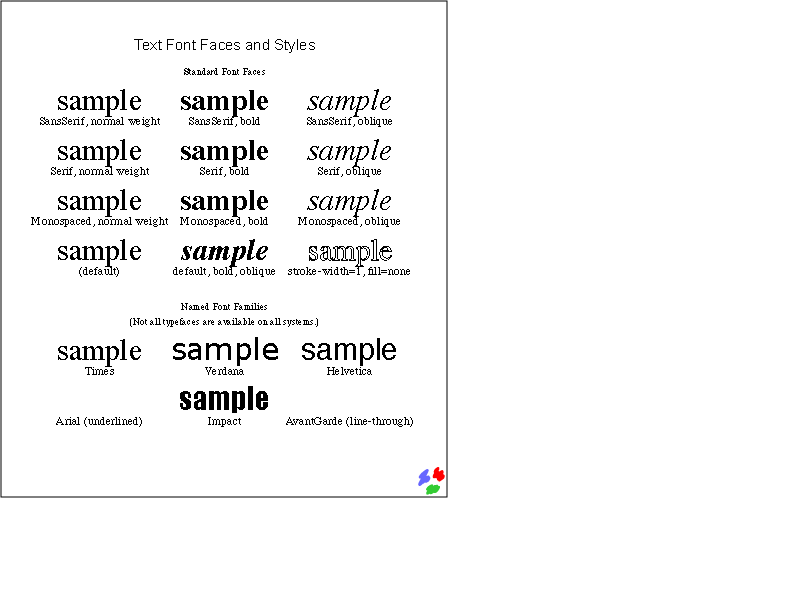 Text Font Faces and Styles
Standard Font Faces
sample sample sample
SansSerif, normal weight SansSerif, bold SansSerif, oblique
sample sample sample
Serif, normal weight Serif, bold Serif, oblique
sample sample sample
Monospaced, normal weight Monospaced, bold Monospaced, oblique
sample sample sample
(default) default, bold, oblique stroke-width=1, fill=none
Named Font Families
(Not all typefaces are available on all systems.)
sample sample sample
Times Verdana Helvetica
sample
Arial (underlined) Impact AvantGarde (line-through)